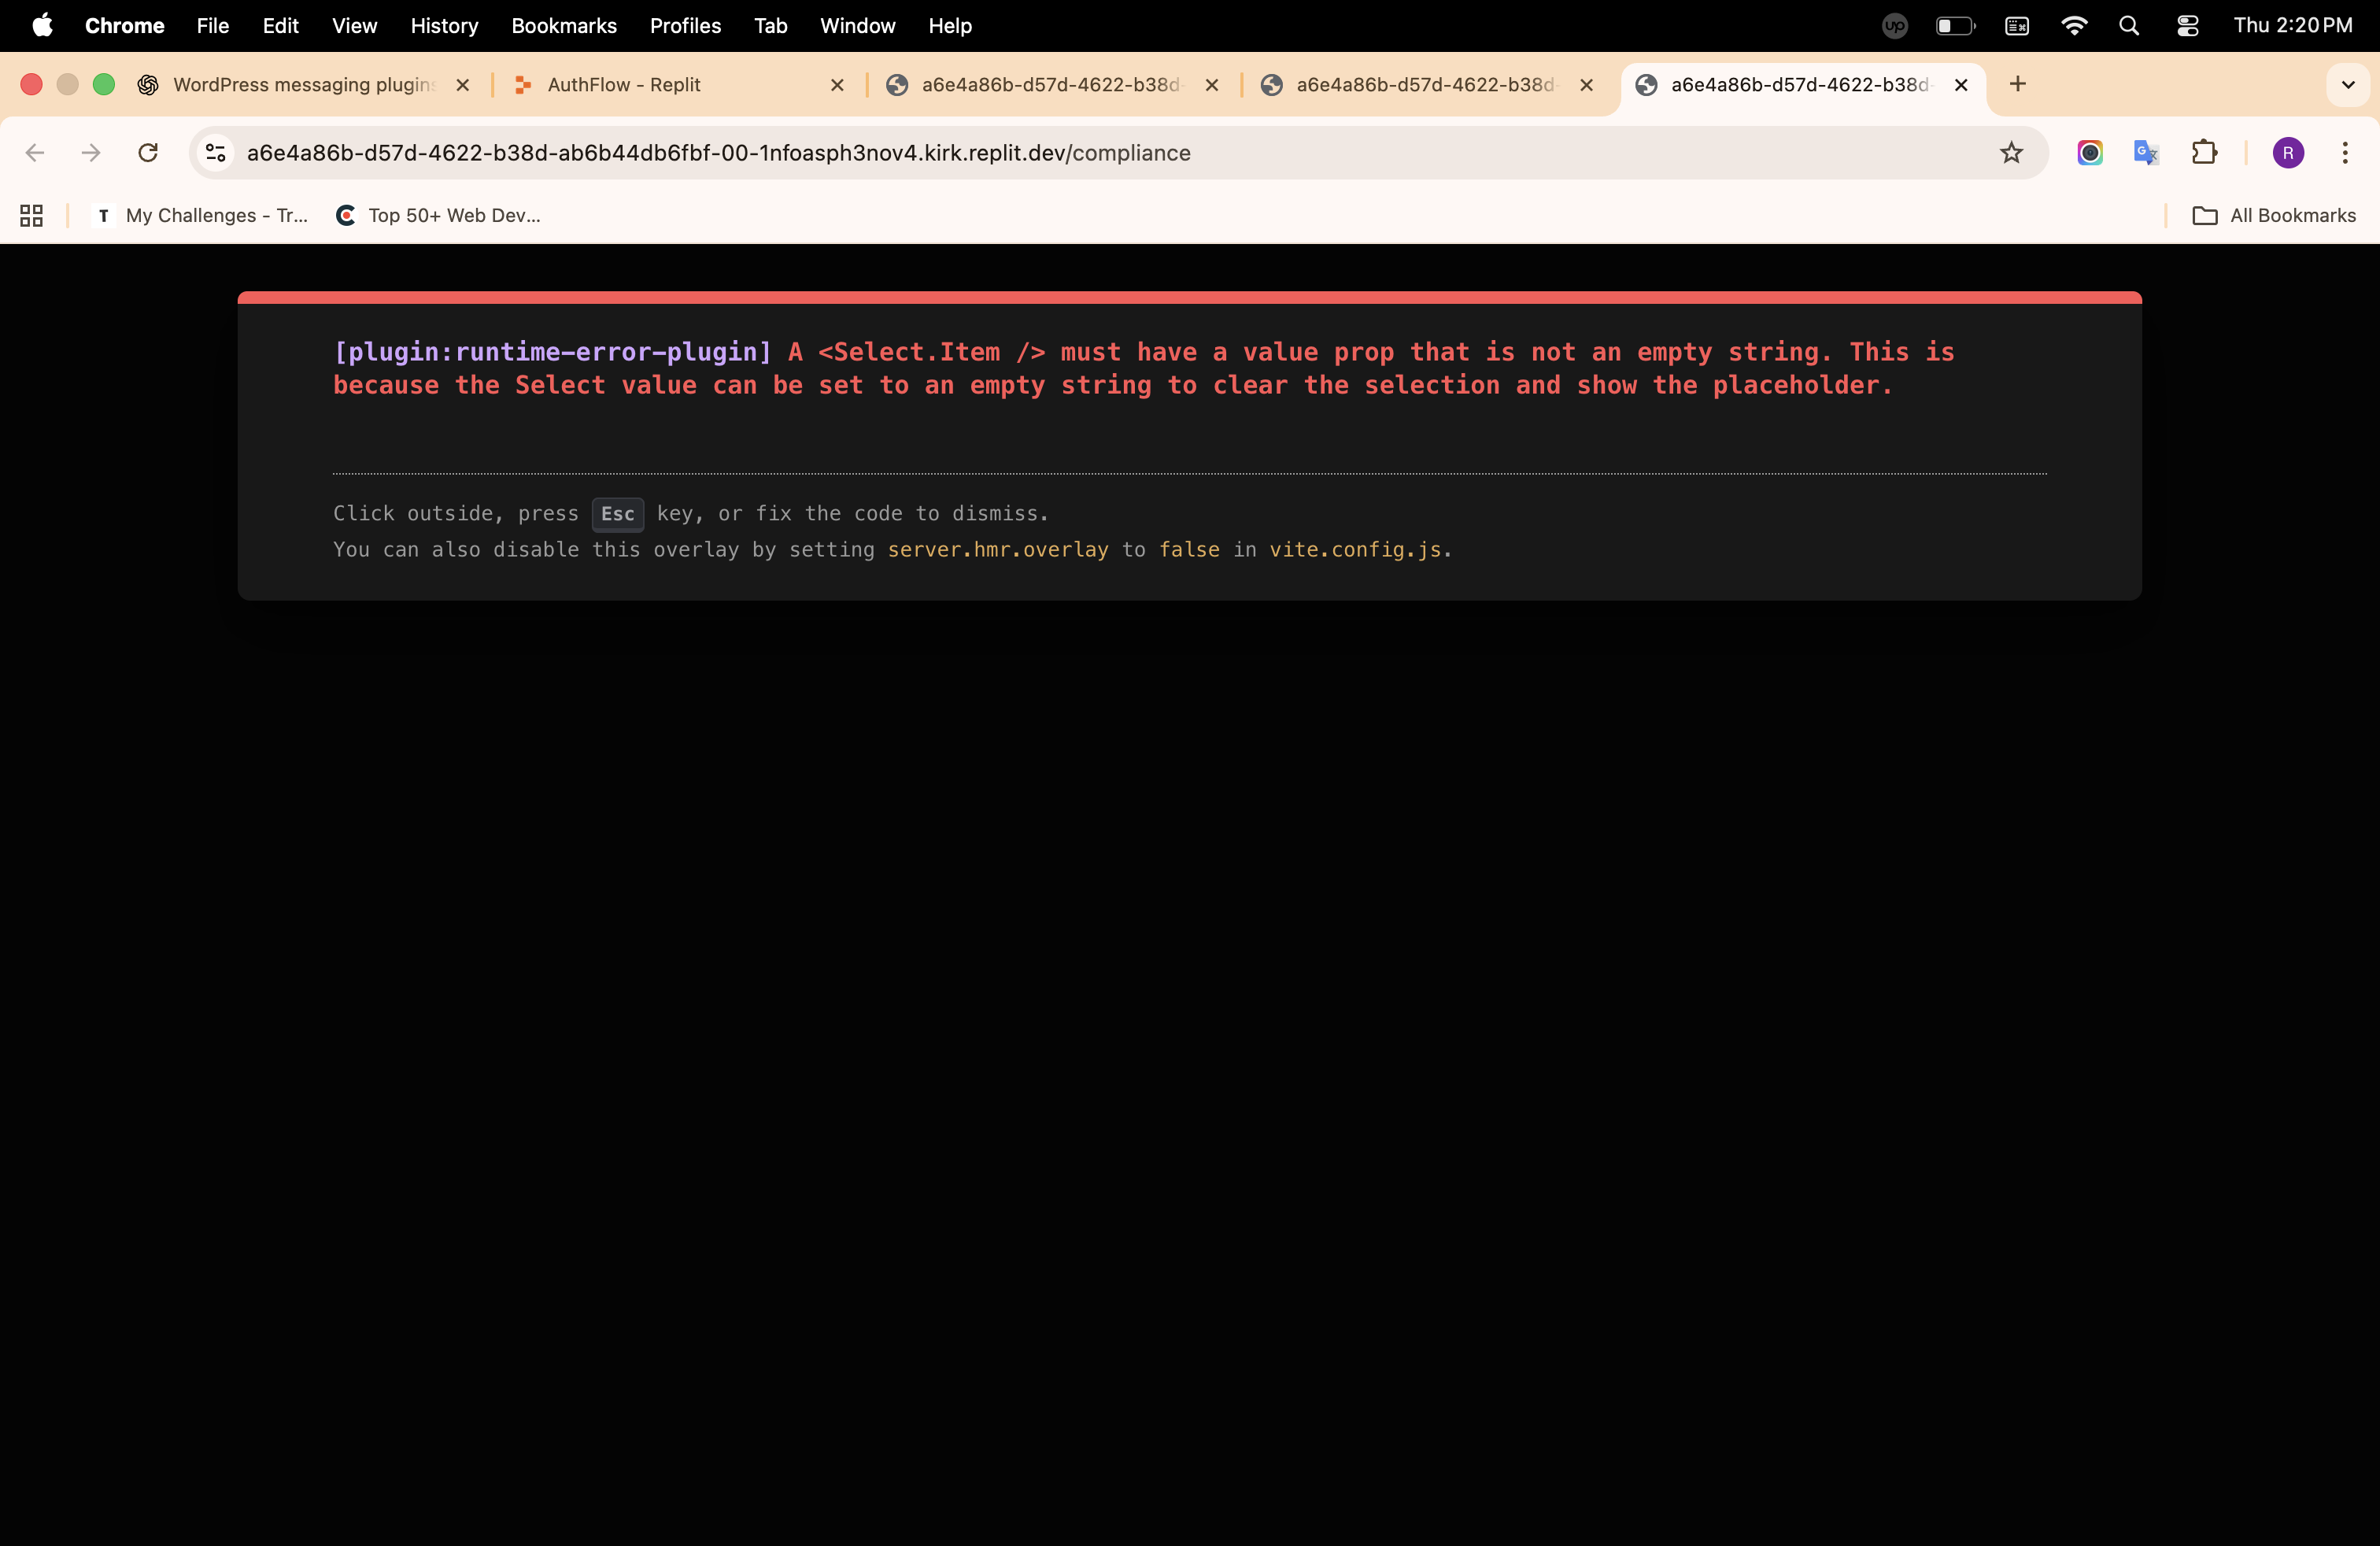 Chrome File Edit View History Bookmarks Profiles Tab Window Help up Thu 2:20 PM
WordPress messaging plugins AuthFlow - Replit a6e4a86b-d57d-4622-b38d- a6e4a86b-d57d-4622-b38d- a6e4a86b-d57d-4622-b38d-
a6e4a86b-d57d-4622-b38d-ab6b44db6fbf-00-1nfoasph3nov4.kirk.replit.dev/compliance R
T My Challenges - Tr... Top 50+ Web Dev... All Bookmarks
[plugin:runtime-error-plugin] A <Select.Item /> must have a value prop that is not an empty string. This is
because the Select value can be set to an empty string to clear the selection and show the placeholder.
Click outside, press Esc key, or fix the code to dismiss.
You can also disable this overlay by setting server.hmr.overlay to false in vite.config.js.